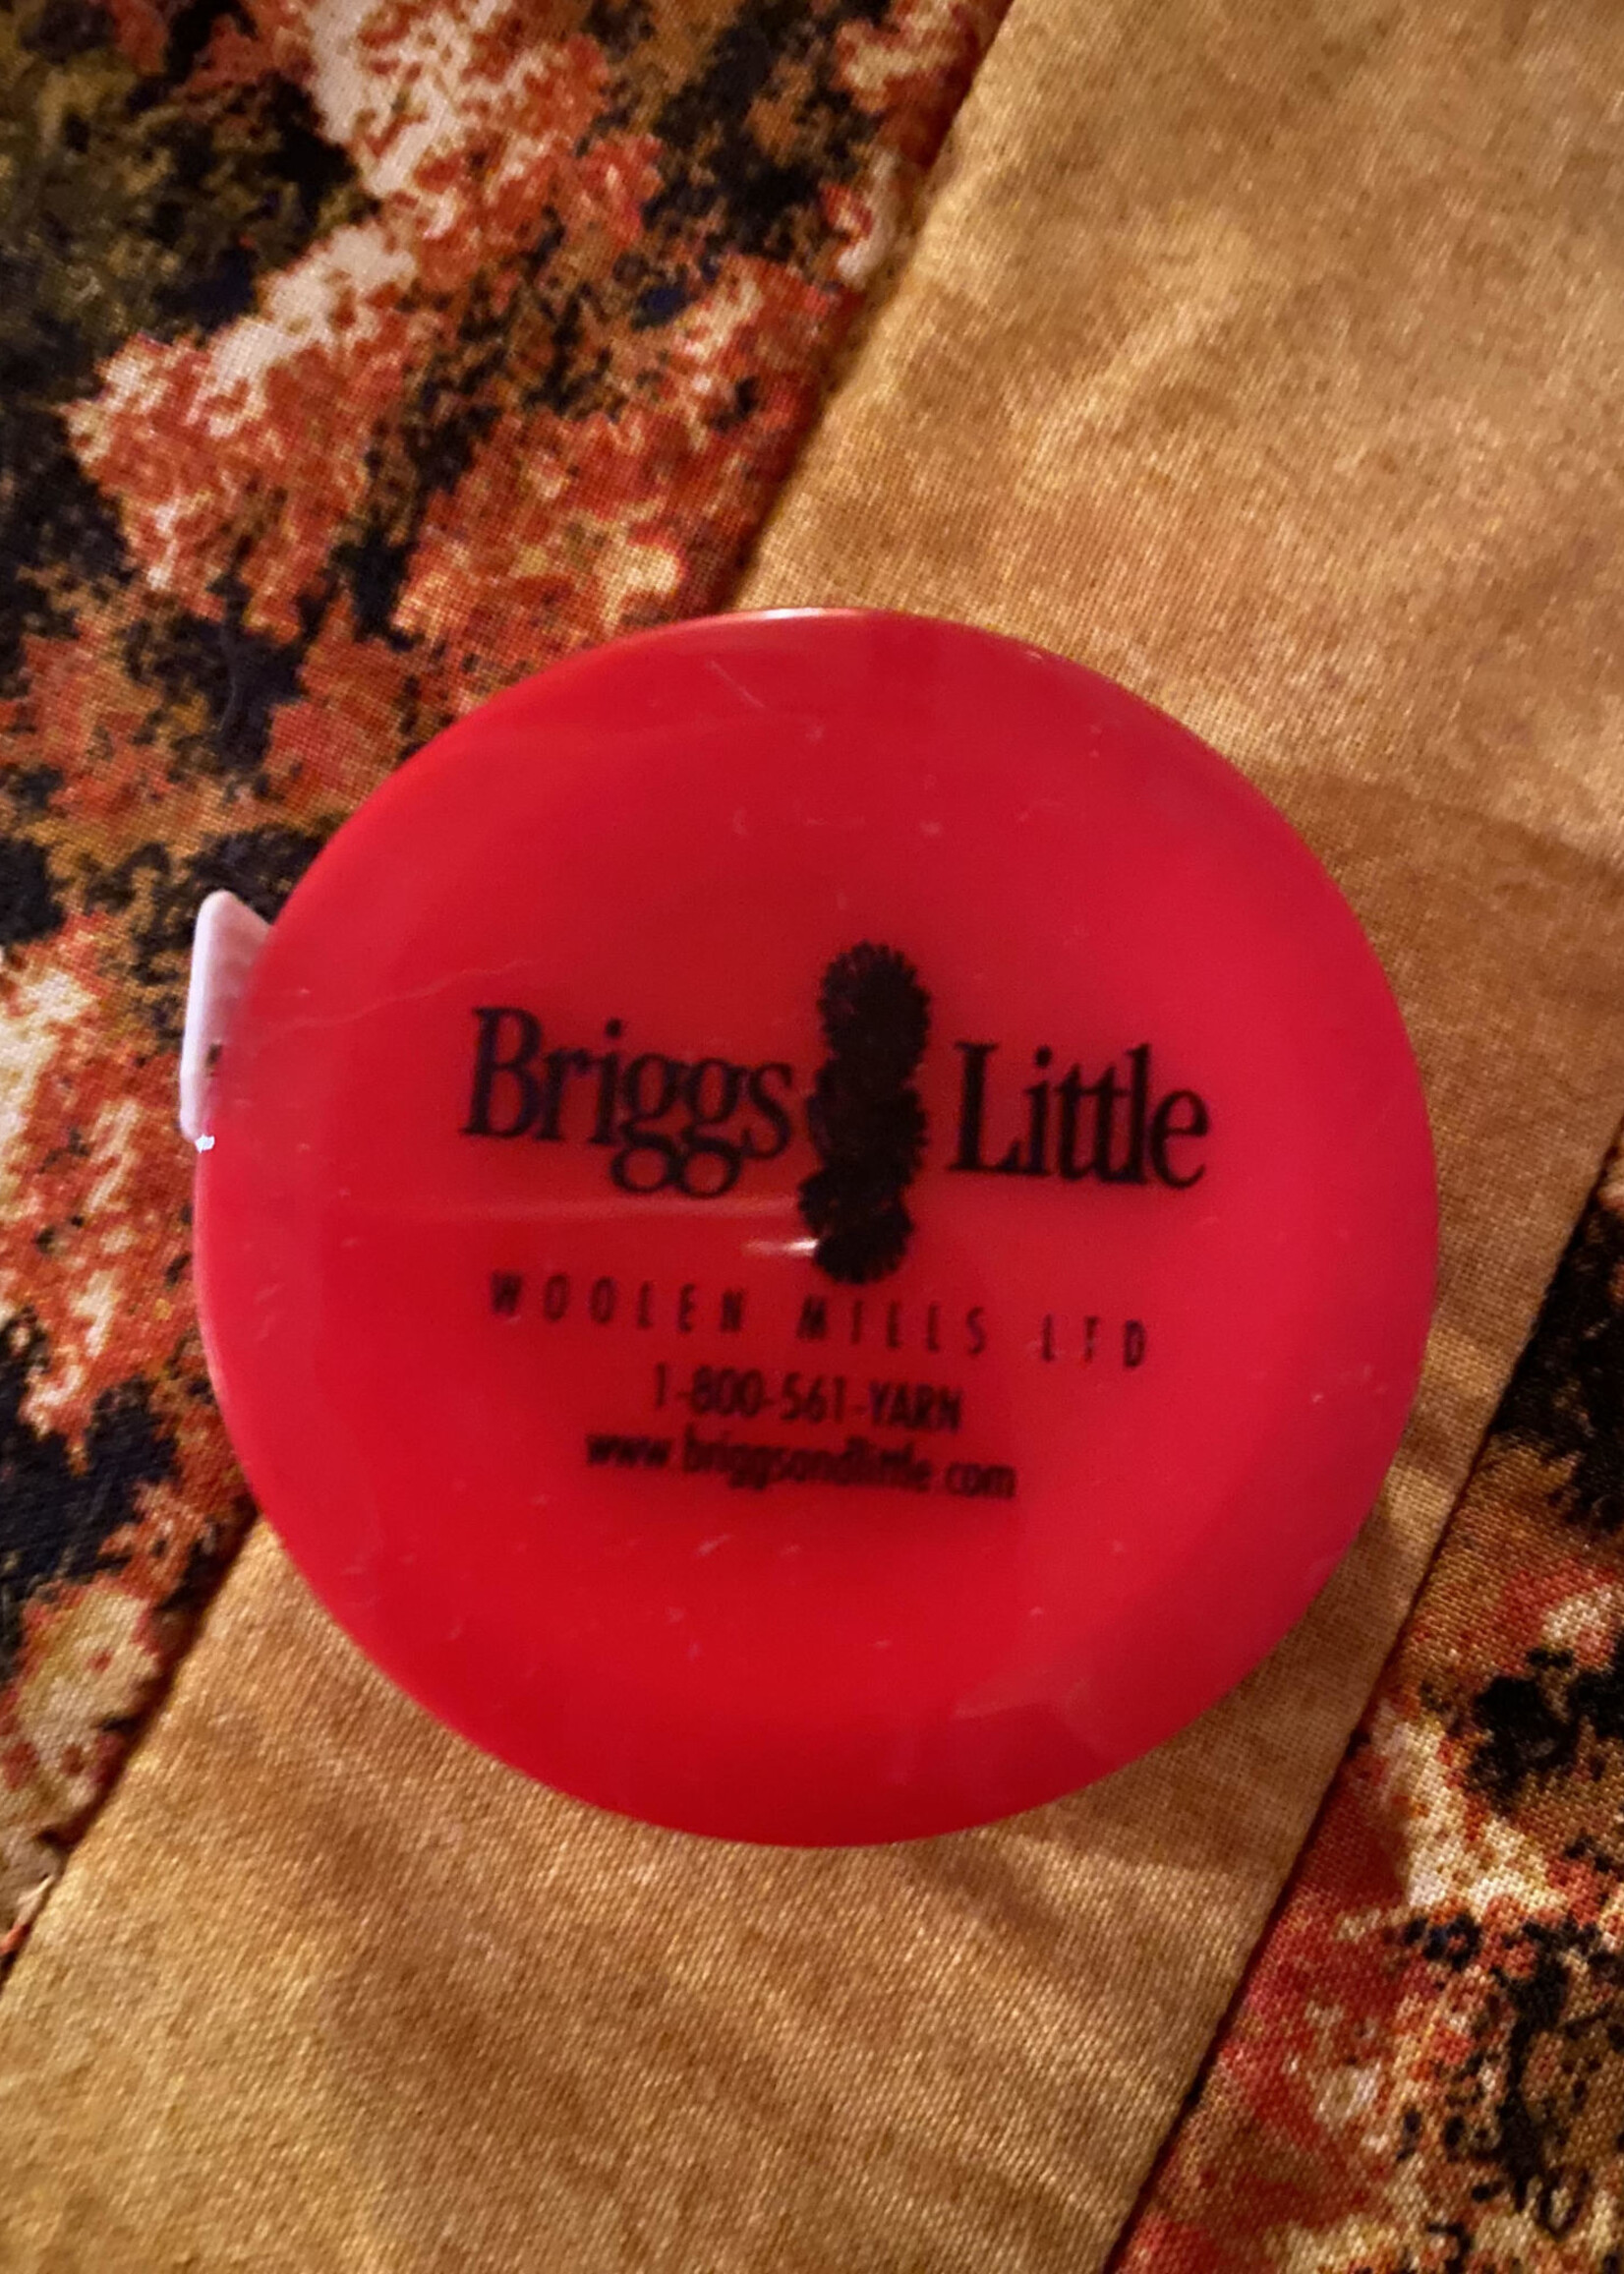 Briggs Little
WOOLEN MILLS LTD
1-800-561-YARN
www.briggsandlittle.com